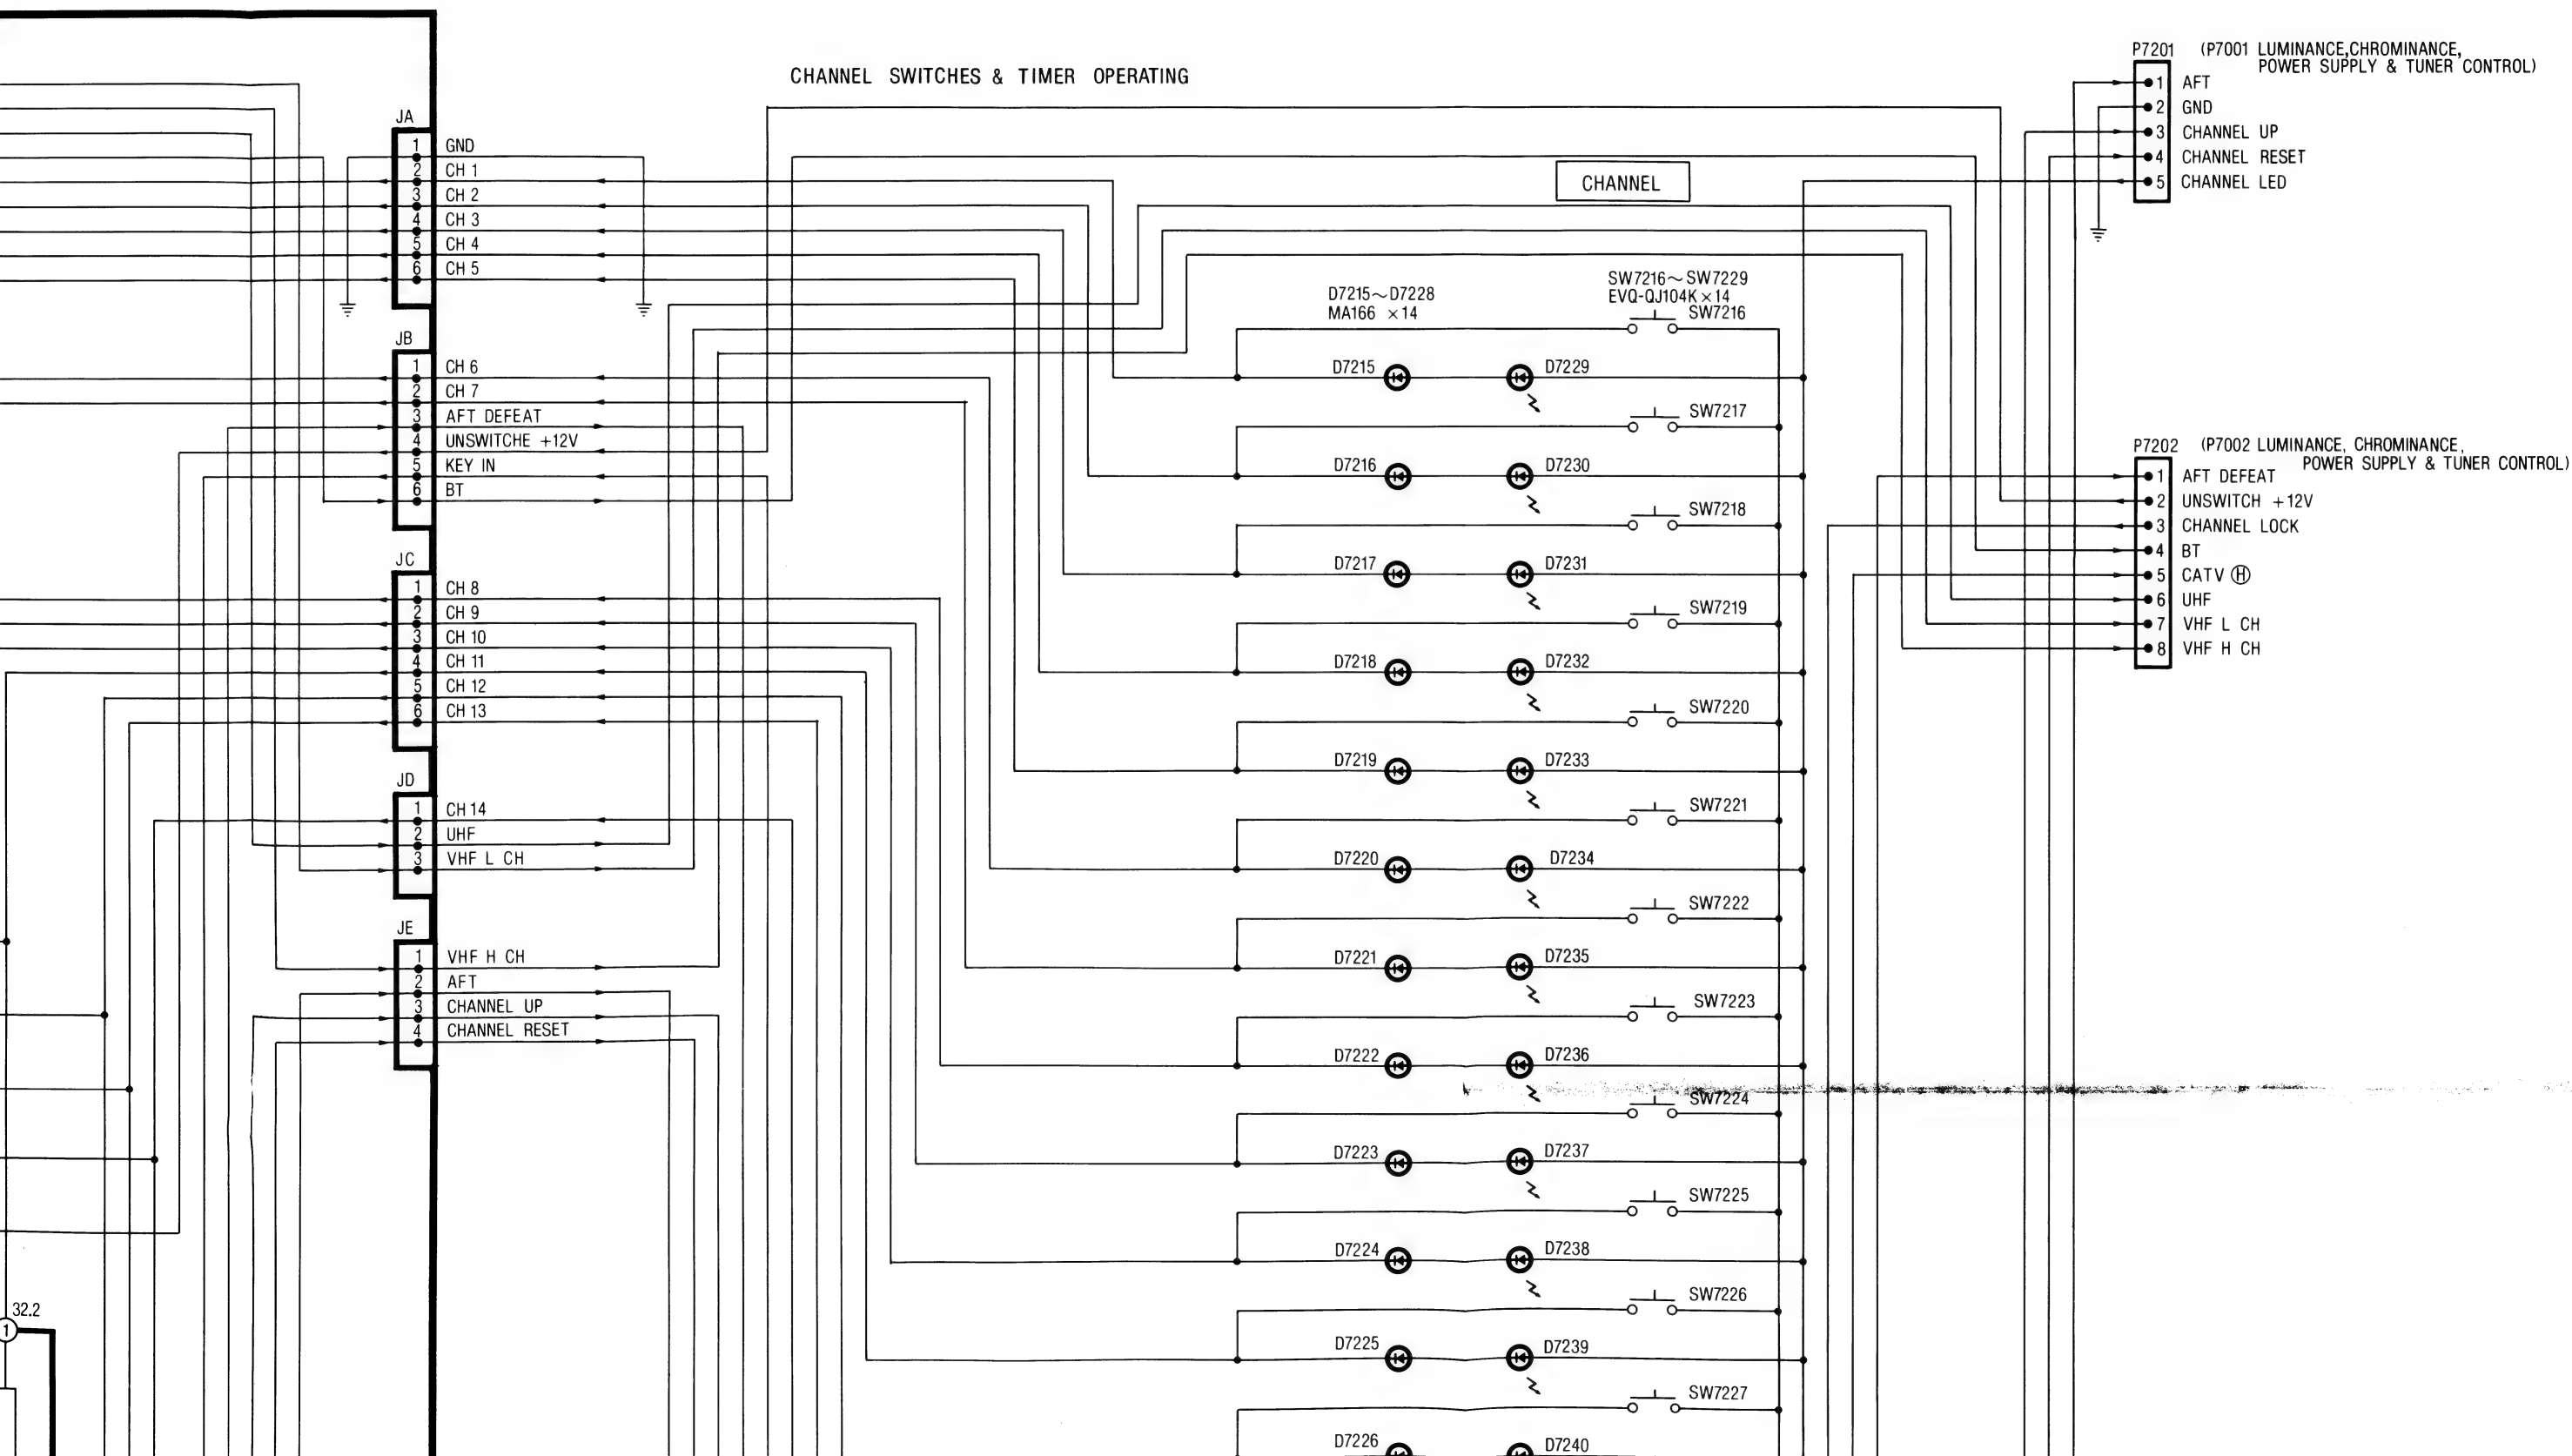 CHANNEL SWITCHES & TIMER OPERATING
JA
1 GND
2 CH 1
3 CH 2
4 CH 3
5 CH 4
6 CH 5
JB
1 CH 6
2 CH 7
3 AFT DEFEAT
4 UNSWITCHE +12V
5 KEY IN
6 BT
JC
1 CH 8
2 CH 9
3 CH 10
4 CH 11
5 CH 12
6 CH 13
JD
1 CH 14
2 UHF
3 VHF L CH
JE
1 VHF H CH
2 AFT
3 CHANNEL UP
4 CHANNEL RESET
32.2
1
CHANNEL
D7215~D7228
MA166 ×14
SW7216~SW7229
EVQ-QJ104K×14
SW7216
D7215 D7229
SW7217
D7216 D7230
SW7218
D7217 D7231
SW7219
D7218 D7232
SW7220
D7219 D7233
SW7221
D7220 D7234
SW7222
D7221 D7235
SW7223
D7222 D7236
SW7224
D7223 D7237
SW7225
D7224 D7238
SW7226
D7225 D7239
SW7227
D7226 D7240
P7201 (P7001 LUMINANCE,CHROMINANCE,
POWER SUPPLY & TUNER CONTROL)
1 AFT
2 GND
3 CHANNEL UP
4 CHANNEL RESET
5 CHANNEL LED
P7202 (P7002 LUMINANCE, CHROMINANCE,
POWER SUPPLY & TUNER CONTROL)
1 AFT DEFEAT
2 UNSWITCH +12V
3 CHANNEL LOCK
4 BT
5 CATV Ⓗ
6 UHF
7 VHF L CH
8 VHF H CH